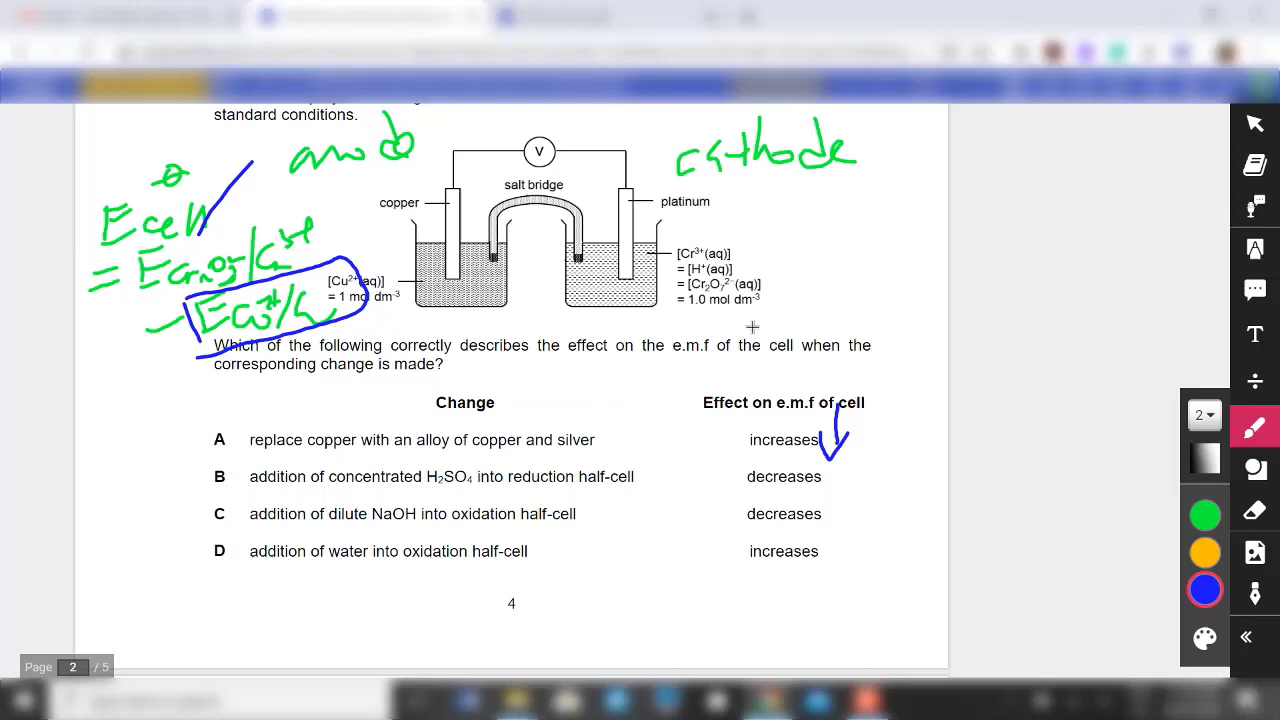 standard conditions.
anode
cathode
V
salt bridge
copper
platinum
E cell
[Cr³⁺(aq)]
= [H⁺(aq)]
= [Cr₂O₇²⁻(aq)]
= 1.0 mol dm⁻³
[Cu²⁺(aq)]
= 1 mol dm⁻³
Which of the following correctly describes the effect on the e.m.f of the cell when the
corresponding change is made?
Change Effect on e.m.f of cell
A replace copper with an alloy of copper and silver increases
B addition of concentrated H₂SO₄ into reduction half-cell decreases
C addition of dilute NaOH into oxidation half-cell decreases
D addition of water into oxidation half-cell increases
4
Page 2 / 5
2
T